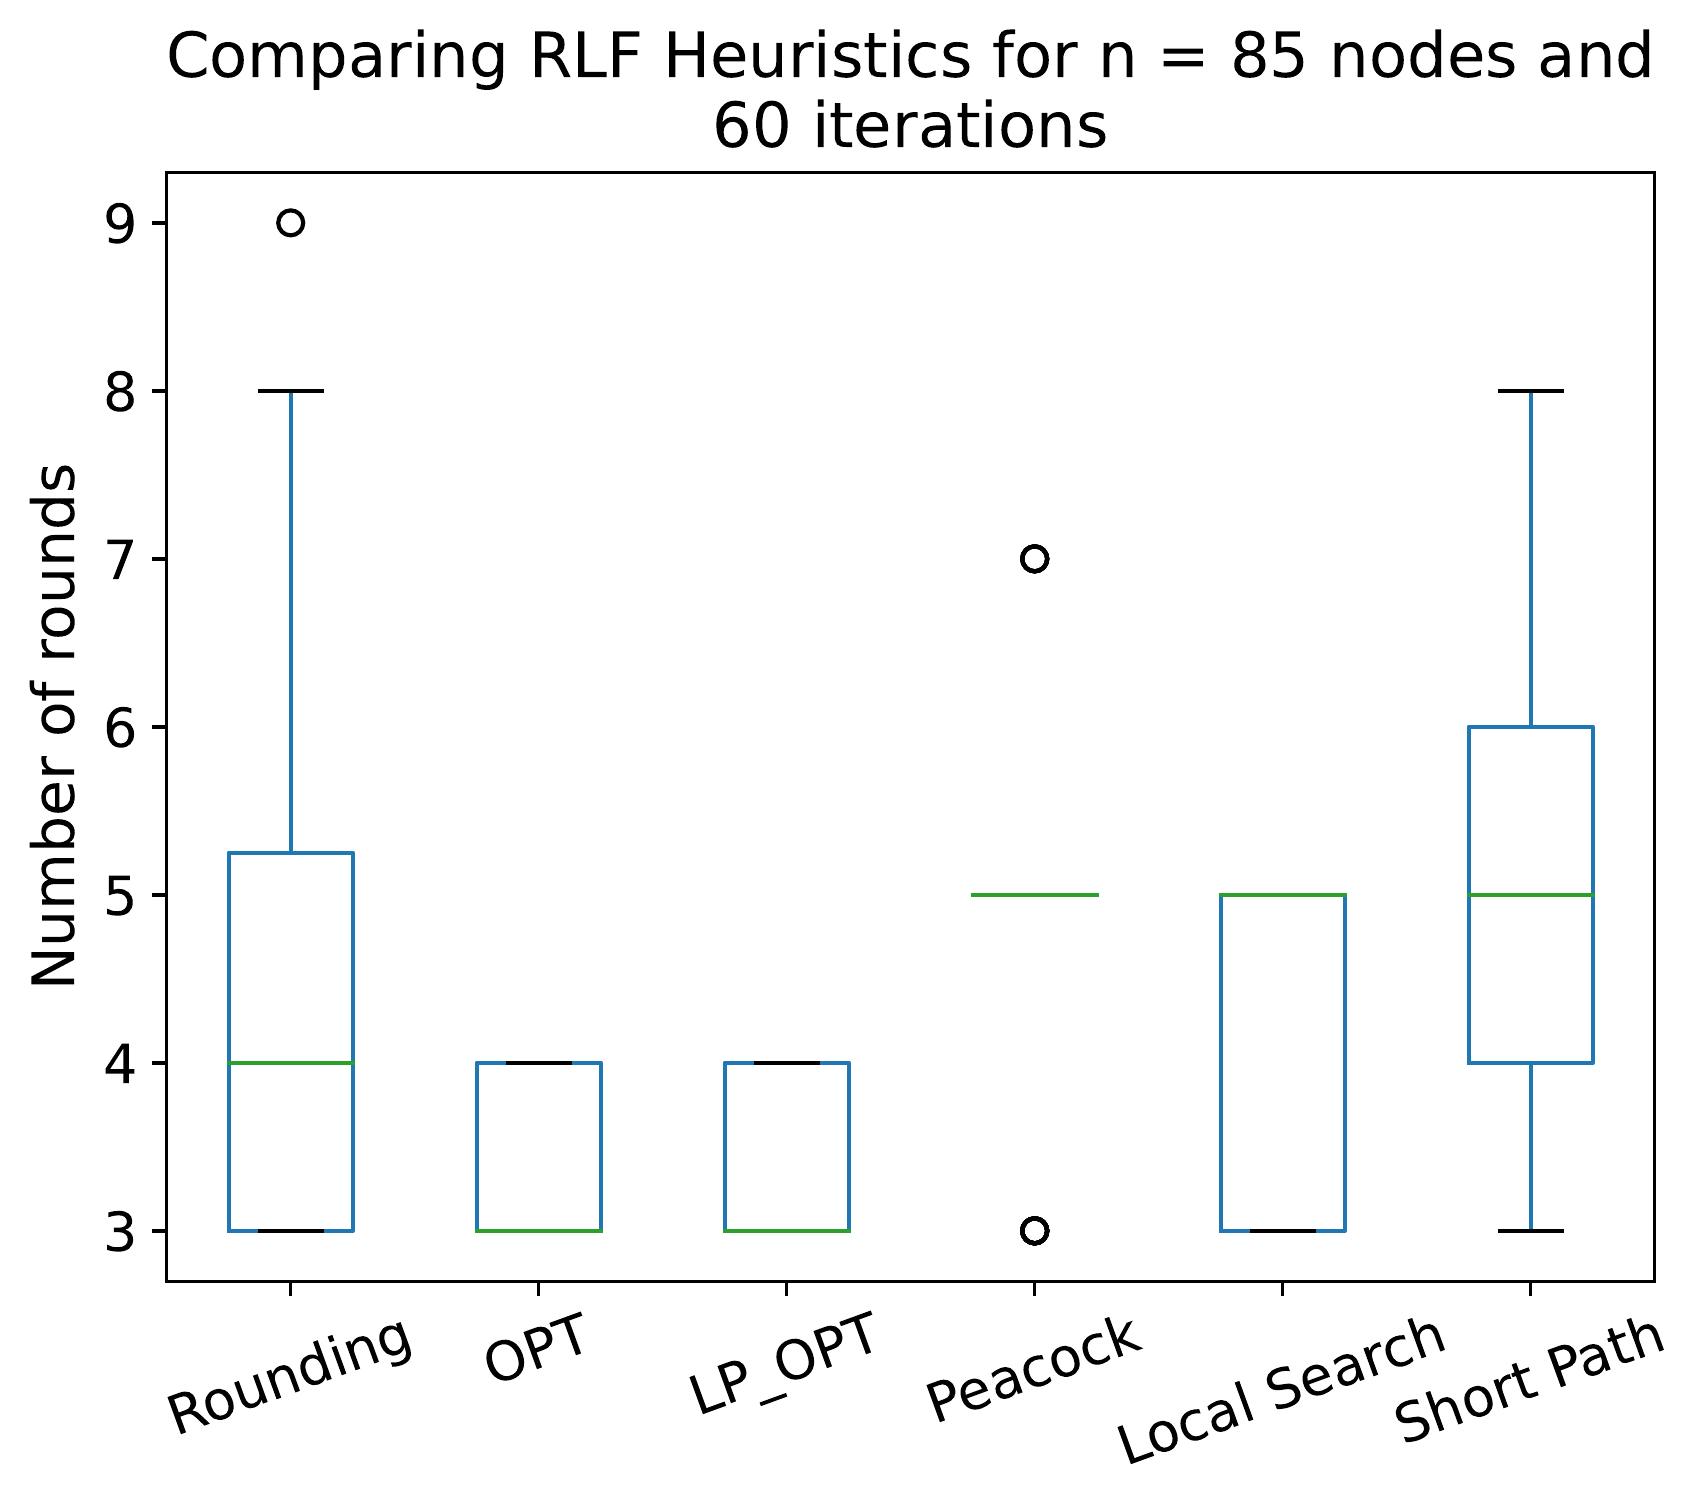 Comparing RLF Heuristics for n = 85 nodes and
60 iterations
Number of rounds
9
8
7
6
5
4
3
Rounding
OPT
LP_OPT
Peacock
Local Search
Short Path